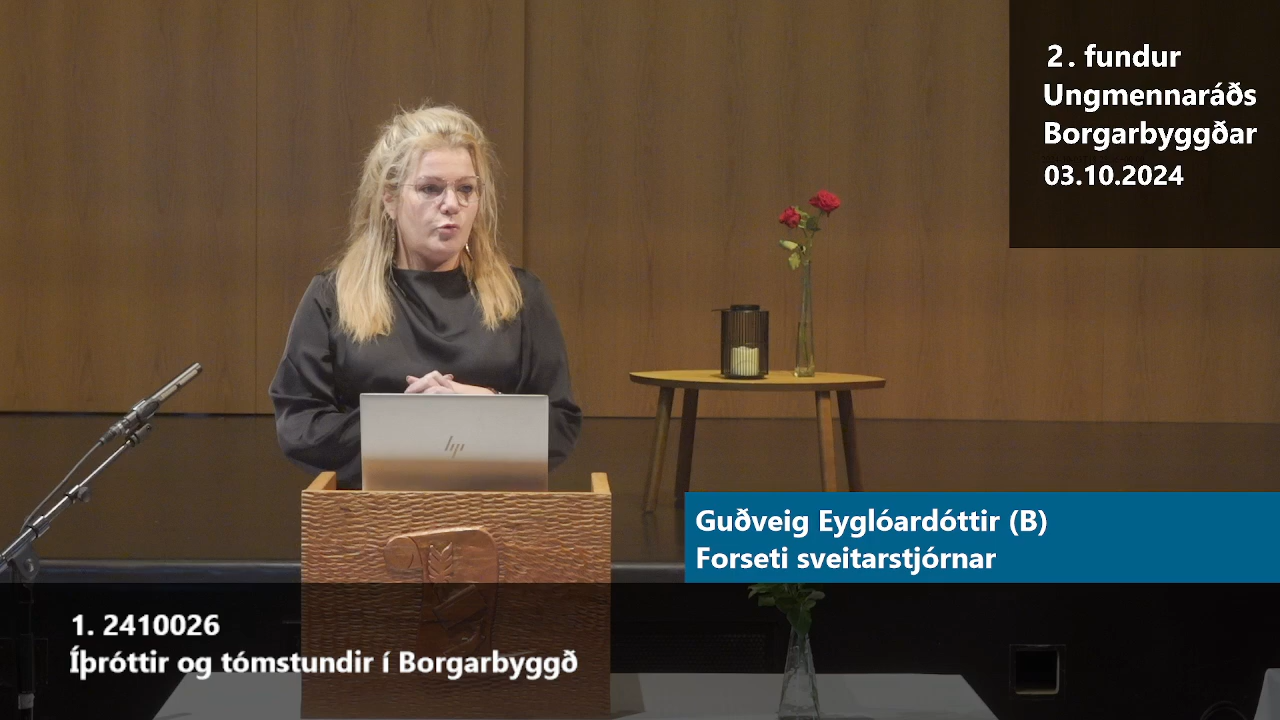 2. fundur
Ungmennaráðs
Borgarbyggðar
03.10.2024
hp
Guðveig Eyglóardóttir (B)
Forseti sveitarstjórnar
1. 2410026
Íþróttir og tómstundir í Borgarbyggð